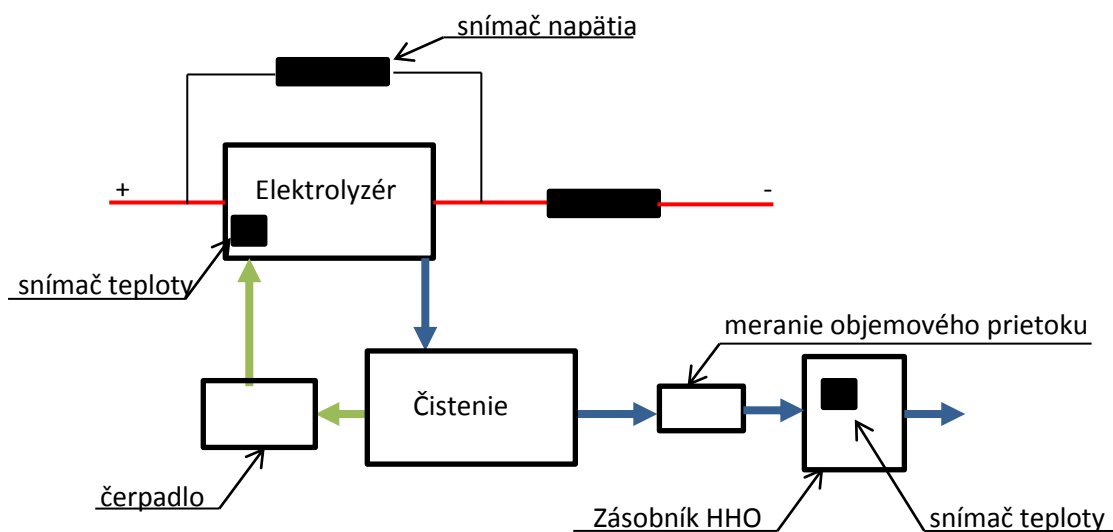 snímač napätia
+
Elektrolyzér
-
snímač teploty
meranie objemového prietoku
Čistenie
čerpadlo
Zásobník HHO
snímač teploty